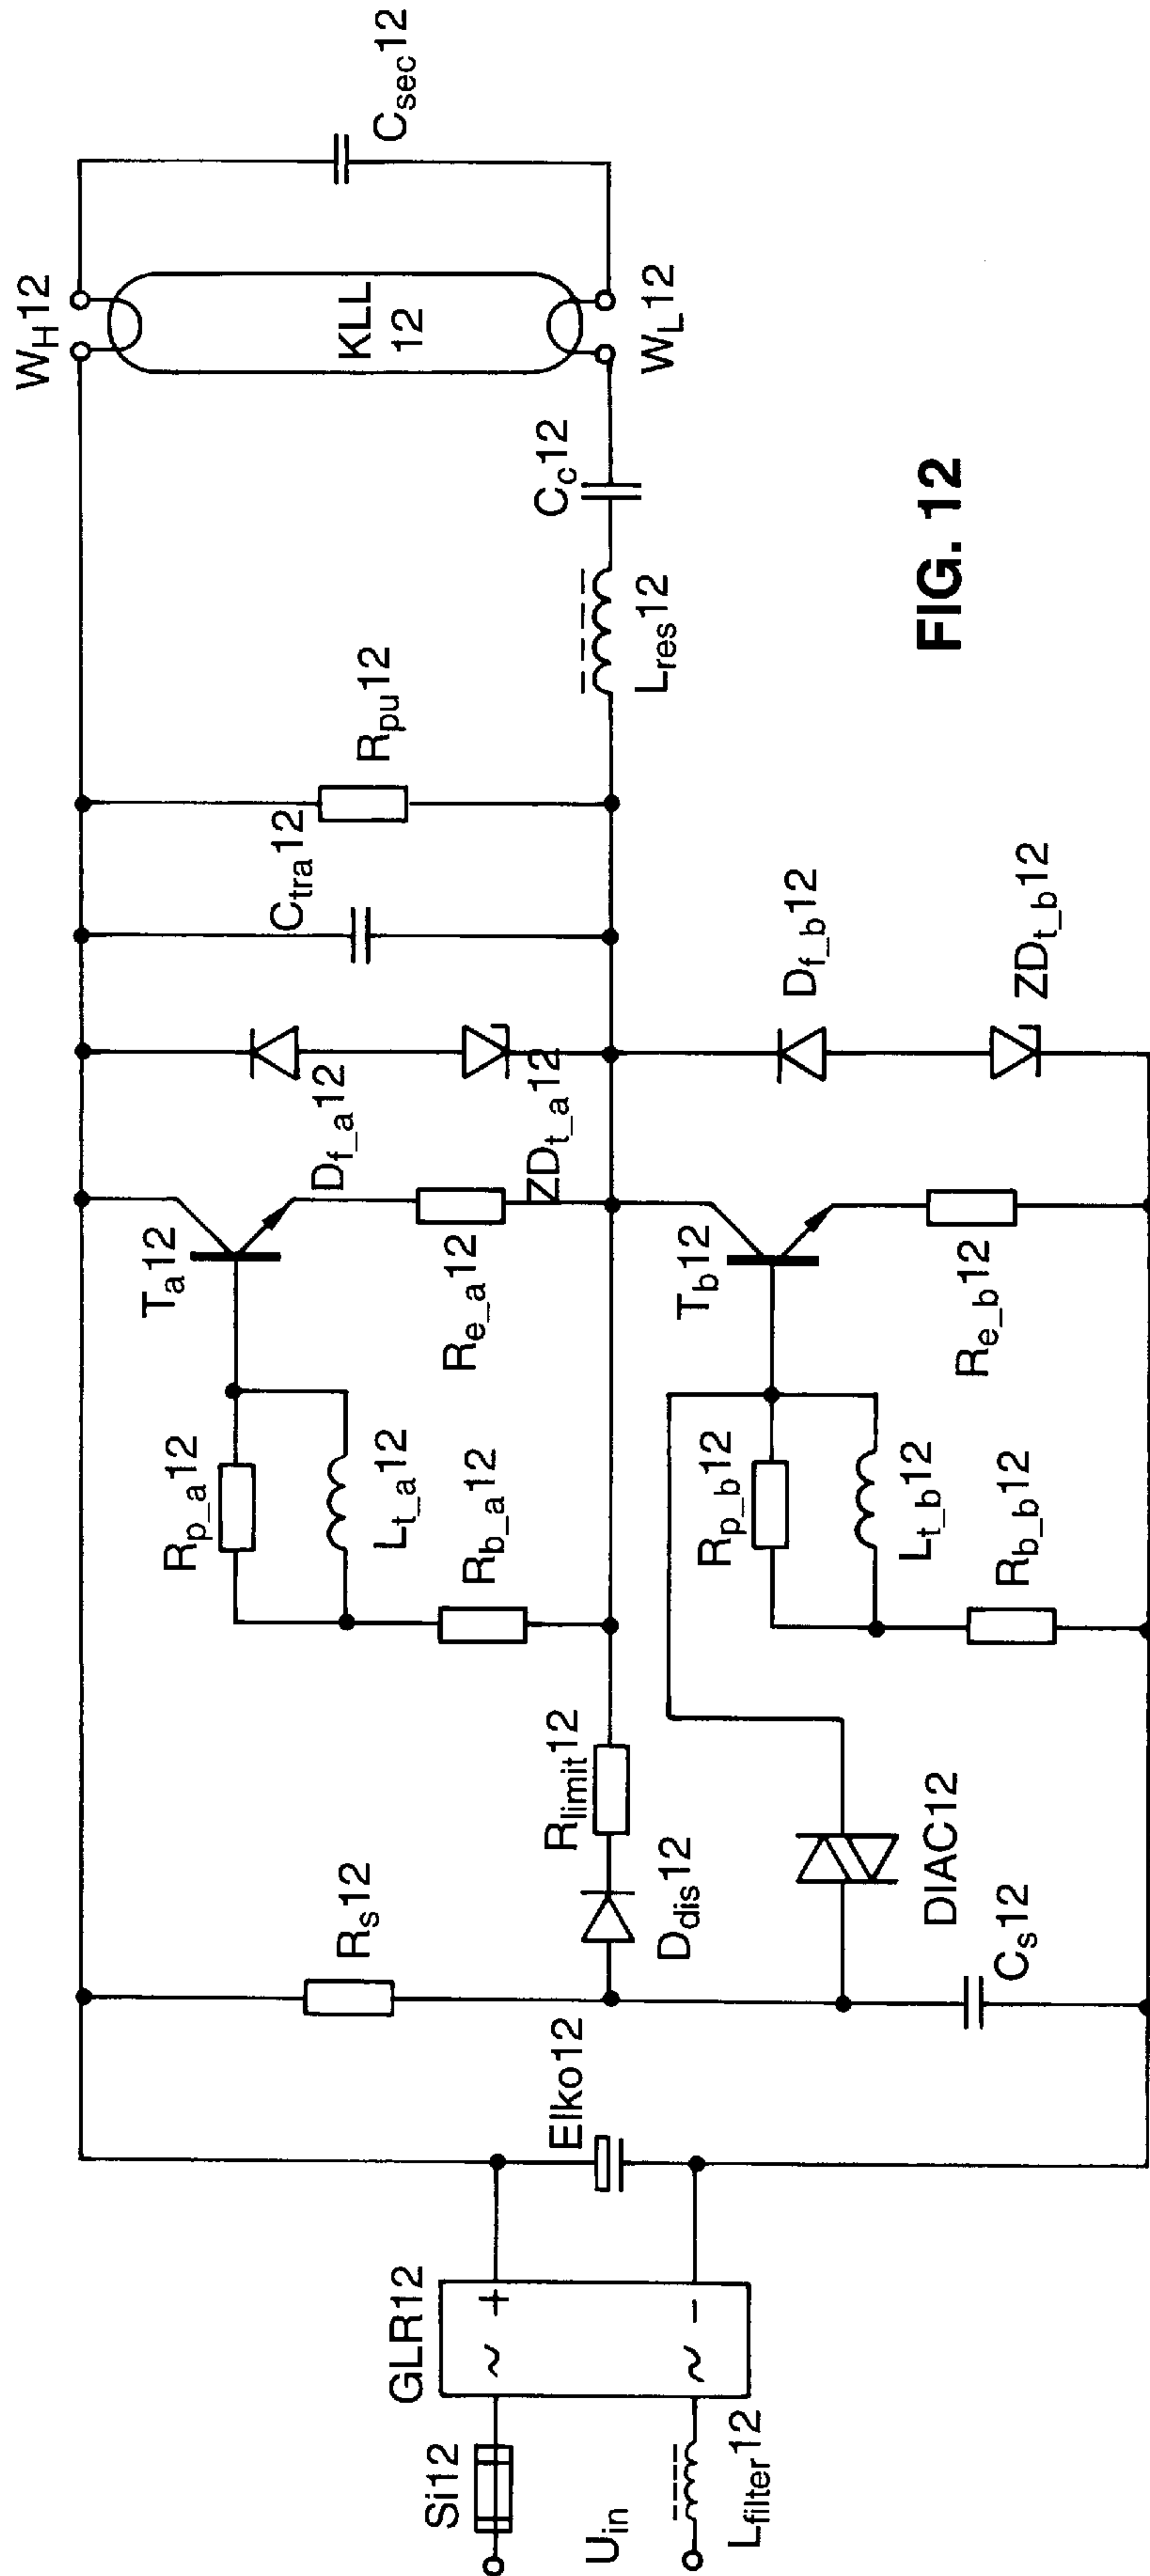 Si12
U_in
L_filter12
GLR12
~ +
~ -
Elko12
R_s12
D_dis12
R_limit12
DIAC12
C_s12
R_p_a12
L_t_a12
R_b_a12
T_a12
R_e_a12
R_p_b12
L_t_b12
R_b_b12
T_b12
R_e_b12
D_f_a12
ZD_t_a12
D_f_b12
ZD_t_b12
C_tra12
R_pu12
L_res12
C_c12
W_H12
KLL
12
W_L12
C_sec12
FIG. 12